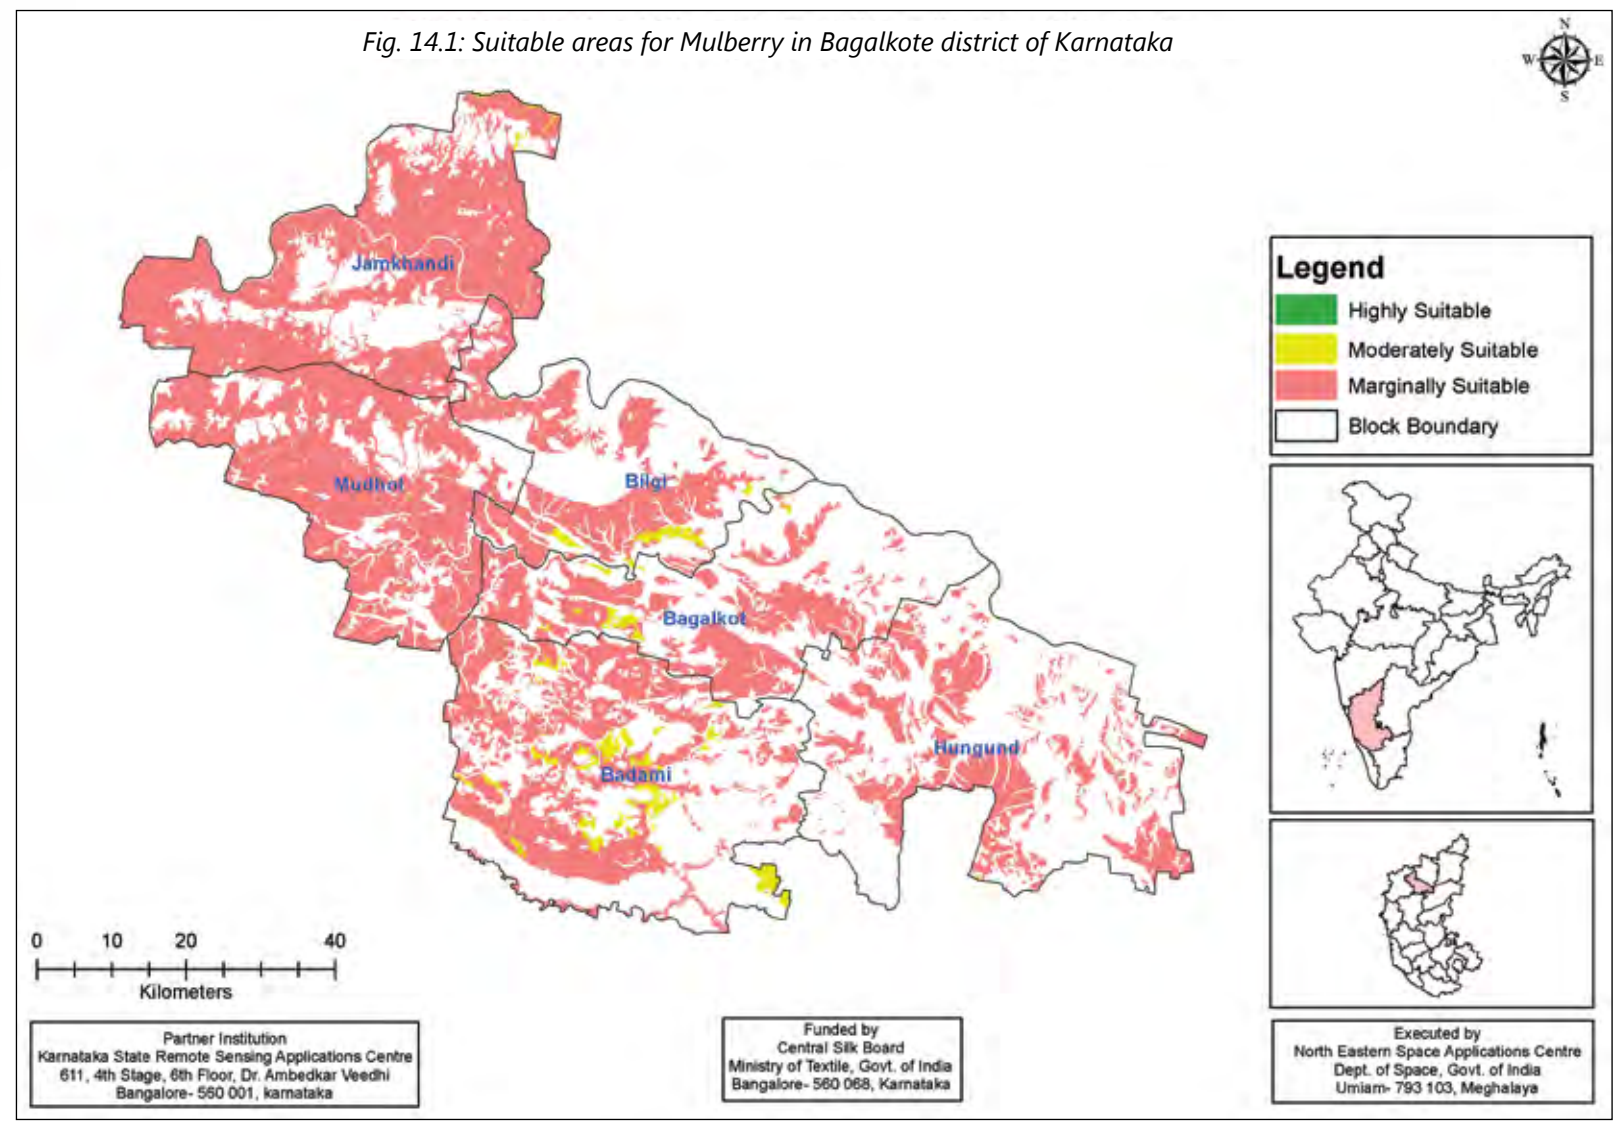 Fig. 14.1: Suitable areas for Mulberry in Bagalkote district of Karnataka
N
W
E
S
Jamkhandi
Mudhol
Bilgi
Bagalkot
Badami
Hungund
Legend
Highly Suitable
Moderately Suitable
Marginally Suitable
Block Boundary
0 10 20 40
Kilometers
Partner Institution
Karnataka State Remote Sensing Applications Centre
611, 4th Stage, 6th Floor, Dr. Ambedkar Veedhi
Bangalore- 560 001, karnataka
Funded by
Central Silk Board
Ministry of Textile, Govt. of India
Bangalore- 560 068, Karnataka
Executed by
North Eastern Space Applications Centre
Dept. of Space, Govt. of India
Umiam- 793 103, Meghalaya